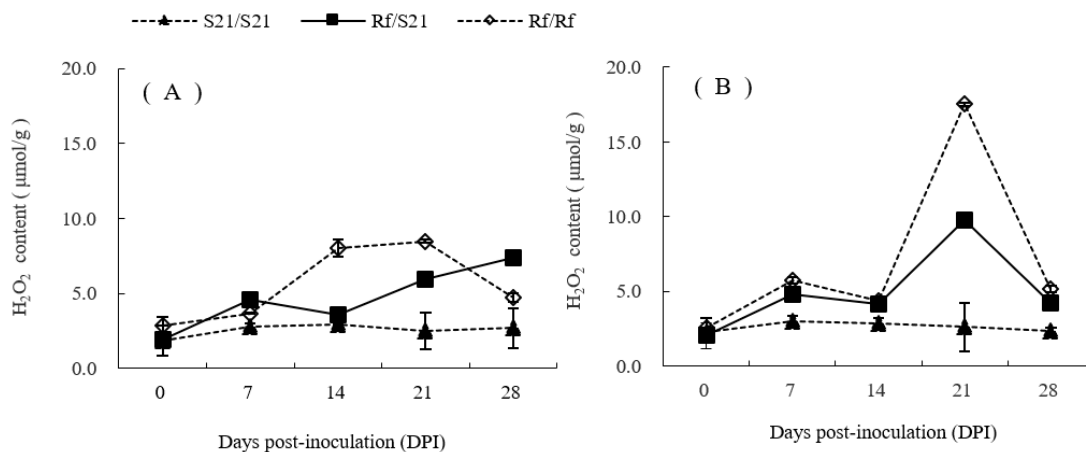 S21/S21 Rf/S21 Rf/Rf
( A )
20.0
15.0
10.0
5.0
0.0
H₂O₂ content ( μmol/g )
0 7 14 21 28
Days post-inoculation (DPI)
( B )
20.0
15.0
10.0
5.0
0.0
H₂O₂ content ( μmol/g )
0 7 14 21 28
Days post-inoculation (DPI)